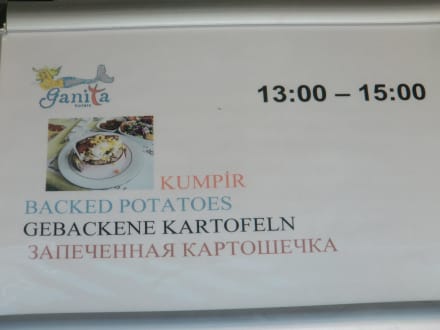 ganita
13:00 – 15:00
KUMPİR
BACKED POTATOES
GEBACKENE KARTOFELN
ЗАПЕЧЕННАЯ КАРТОШЕЧКА